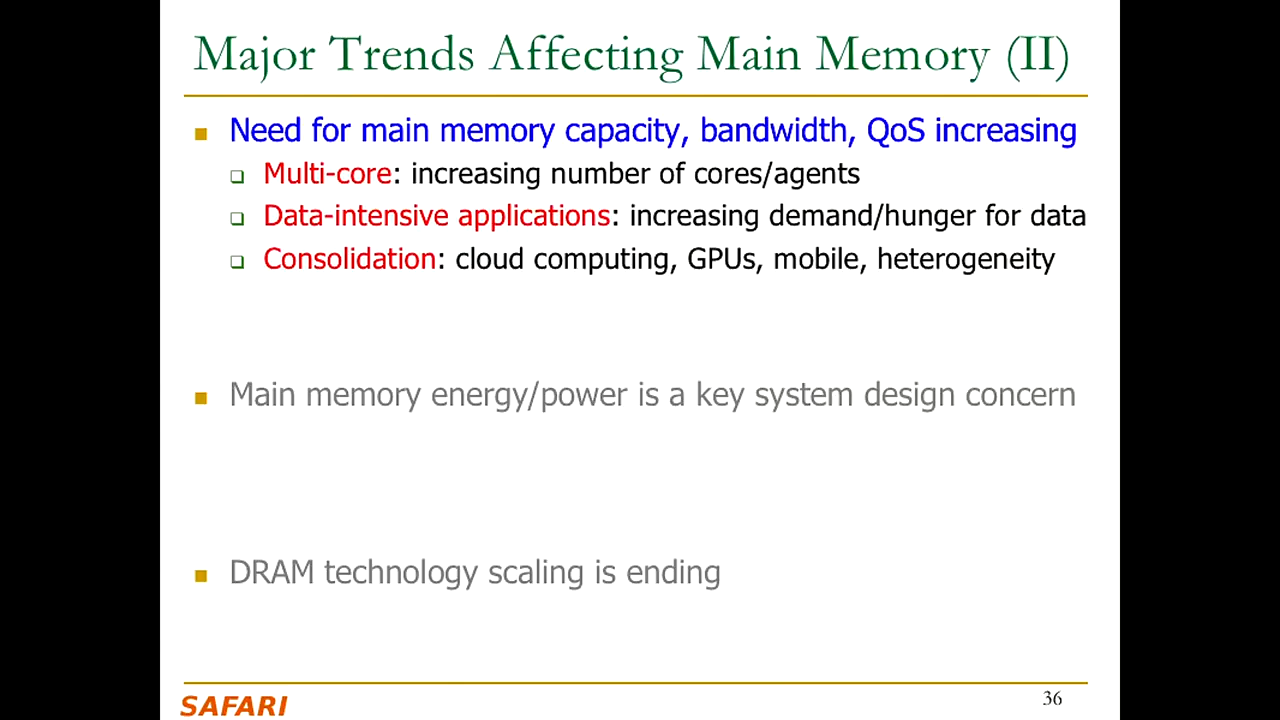 Major Trends Affecting Main Memory (II)
Need for main memory capacity, bandwidth, QoS increasing
Multi-core: increasing number of cores/agents
Data-intensive applications: increasing demand/hunger for data
Consolidation: cloud computing, GPUs, mobile, heterogeneity
Main memory energy/power is a key system design concern
DRAM technology scaling is ending
SAFARI
36